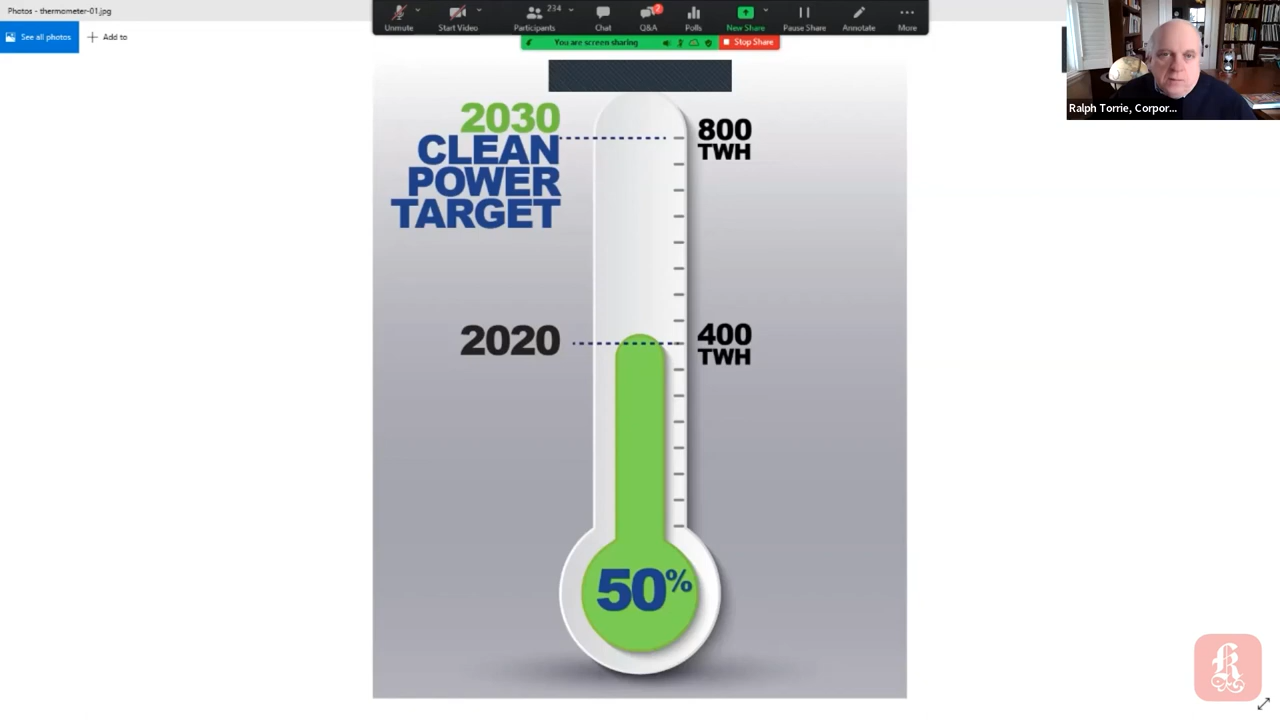 Photos - thermometer-01.jpg
See all photos
Add to
234
2
Unmute
Start Video
Participants
Chat
Q&A
Polls
New Share
Pause Share
Annotate
More
You are screen sharing
Stop Share
Ralph Torrie, Corpor...
2030
CLEAN
POWER
TARGET
800
TWH
2020
400
TWH
50%